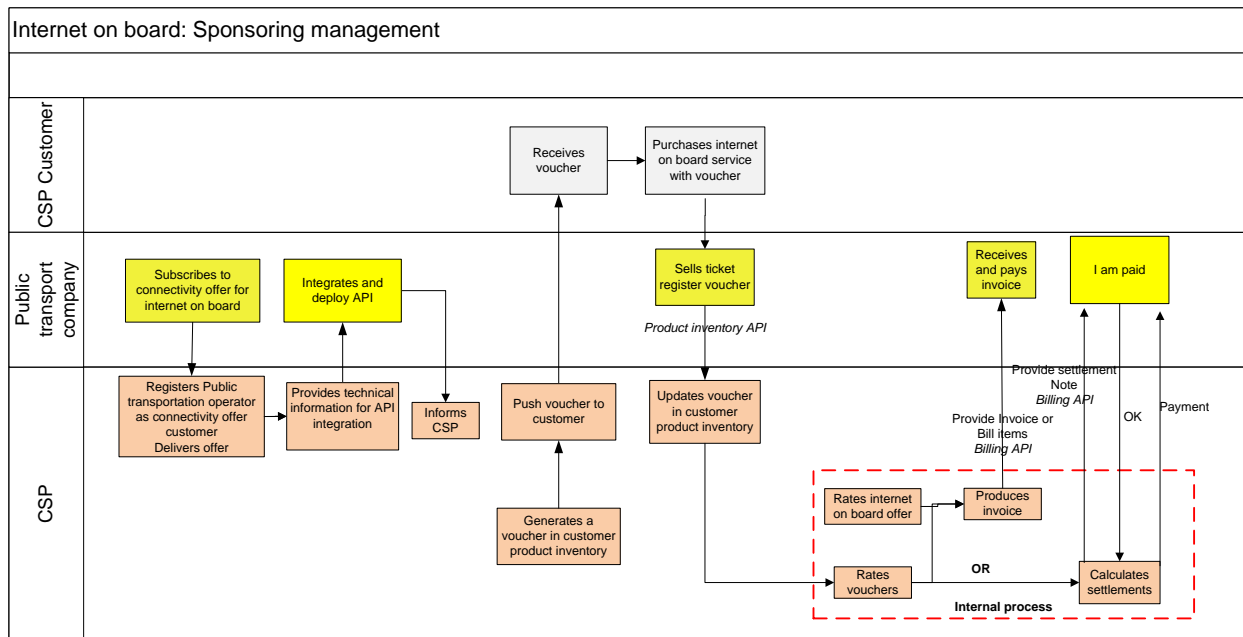 Internet on board: Sponsoring management
CSP Customer
Receives
voucher
Purchases internet
on board service
with voucher
Public
transport
company
Subscribes to
connectivity offer for
internet on board
Integrates and
deploy API
Sells ticket
register voucher
Product inventory API
Receives
and pays
invoice
I am paid
CSP
Registers Public
transportation operator
as connectivity offer
customer
Delivers offer
Provides technical
information for API
integration
Informs
CSP
Push voucher to
customer
Generates a
voucher in customer
product inventory
Updates voucher
in customer
product inventory
Provide settlement
Note
Billing API
Provide Invoice or
Bill items
Billing API
OK
Payment
Rates internet
on board offer
Produces
invoice
Rates
vouchers
OR
Calculates
settlements
Internal process